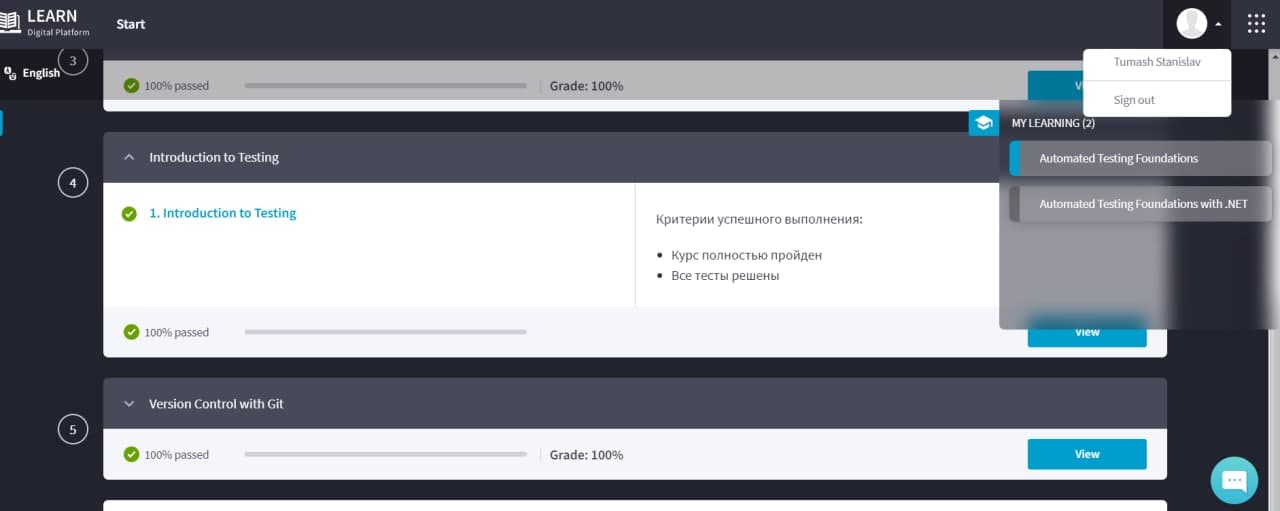 LEARN
Digital Platform
Start
3
English
Tumash Stanislav
Sign out
100% passed
Grade: 100%
MY LEARNING (2)
Automated Testing Foundations
Automated Testing Foundations with .NET
4
Introduction to Testing
1. Introduction to Testing
Критерии успешного выполнения:
Курс полностью пройден
Все тесты решены
100% passed
View
5
Version Control with Git
100% passed
Grade: 100%
View